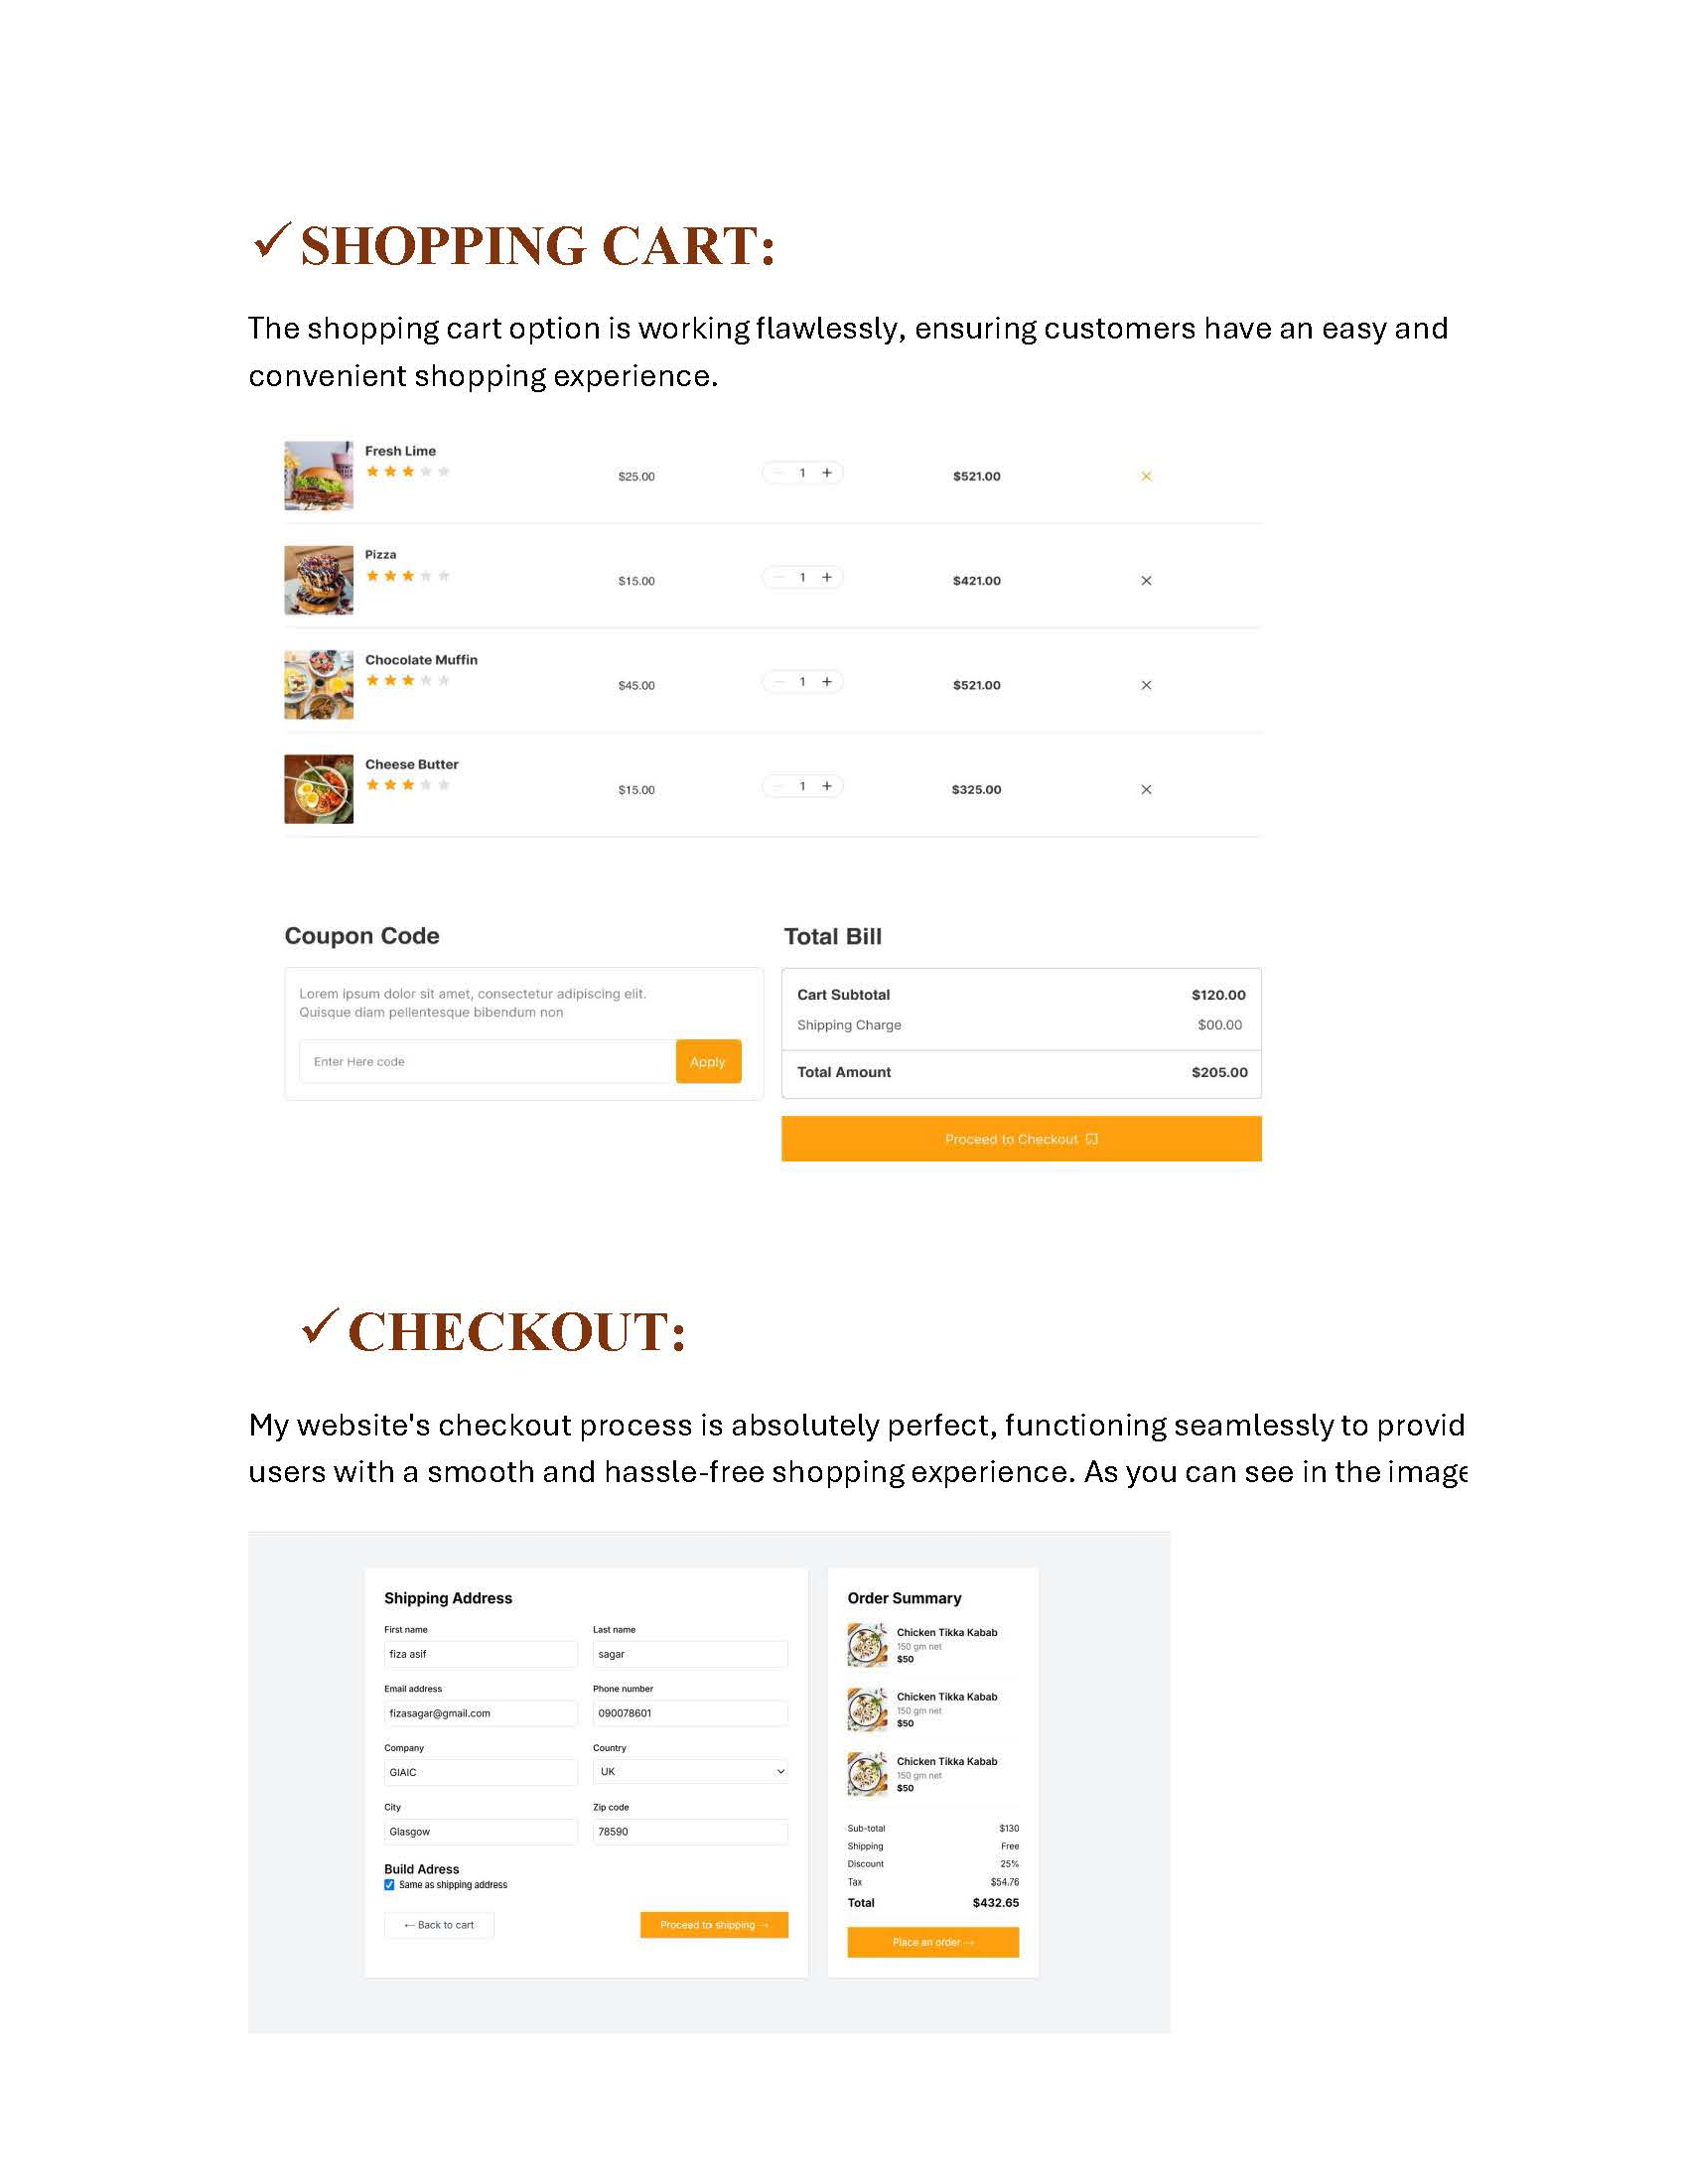 ✓ SHOPPING CART:
The shopping cart option is working flawlessly, ensuring customers have an easy and
convenient shopping experience.
Fresh Lime
$25.00 1 + $521.00 ×
Pizza
$15.00 1 + $421.00 ×
Chocolate Muffin
$45.00 1 + $521.00 ×
Cheese Butter
$15.00 1 + $325.00 ×
Coupon Code
Lorem ipsum dolor sit amet, consectetur adipiscing elit.
Quisque diam pellentesque bibendum non
Enter Here code Apply
Total Bill
Cart Subtotal $120.00
Shipping Charge $00.00
Total Amount $205.00
Proceed to Checkout
✓ CHECKOUT:
My website's checkout process is absolutely perfect, functioning seamlessly to provid
users with a smooth and hassle-free shopping experience. As you can see in the image
Shipping Address
First name Last name
fiza asif sagar
Email address Phone number
fizasagar@gmail.com 090078601
Company Country
GIAIC UK
City Zip code
Glasgow 78590
Build Adress
Same as shipping address
← Back to cart Proceed to shipping →
Order Summary
Chicken Tikka Kabab
150 gm net
$50
Chicken Tikka Kabab
150 gm net
$50
Chicken Tikka Kabab
150 gm net
$50
Sub-total $130
Shipping Free
Discount 25%
Tax $54.76
Total $432.65
Place an order →